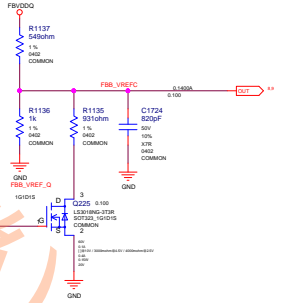 FBVDDQ
R1137
549ohm
1 %
0402
COMMON
FBB_VREFC
0.1400A
0.100
OUT
R1136
1k
1 %
0402
COMMON
R1135
931ohm
1 %
0402
COMMON
C1724
820pF
50V
10%
X7R
0402
COMMON
GND
GND
FBB_VREF_Q
1G1D1S
D
3
Q225
0.100
LS3018NG-3T3R
SOT323_1G1D1S
COMMON
G
S
2
GND